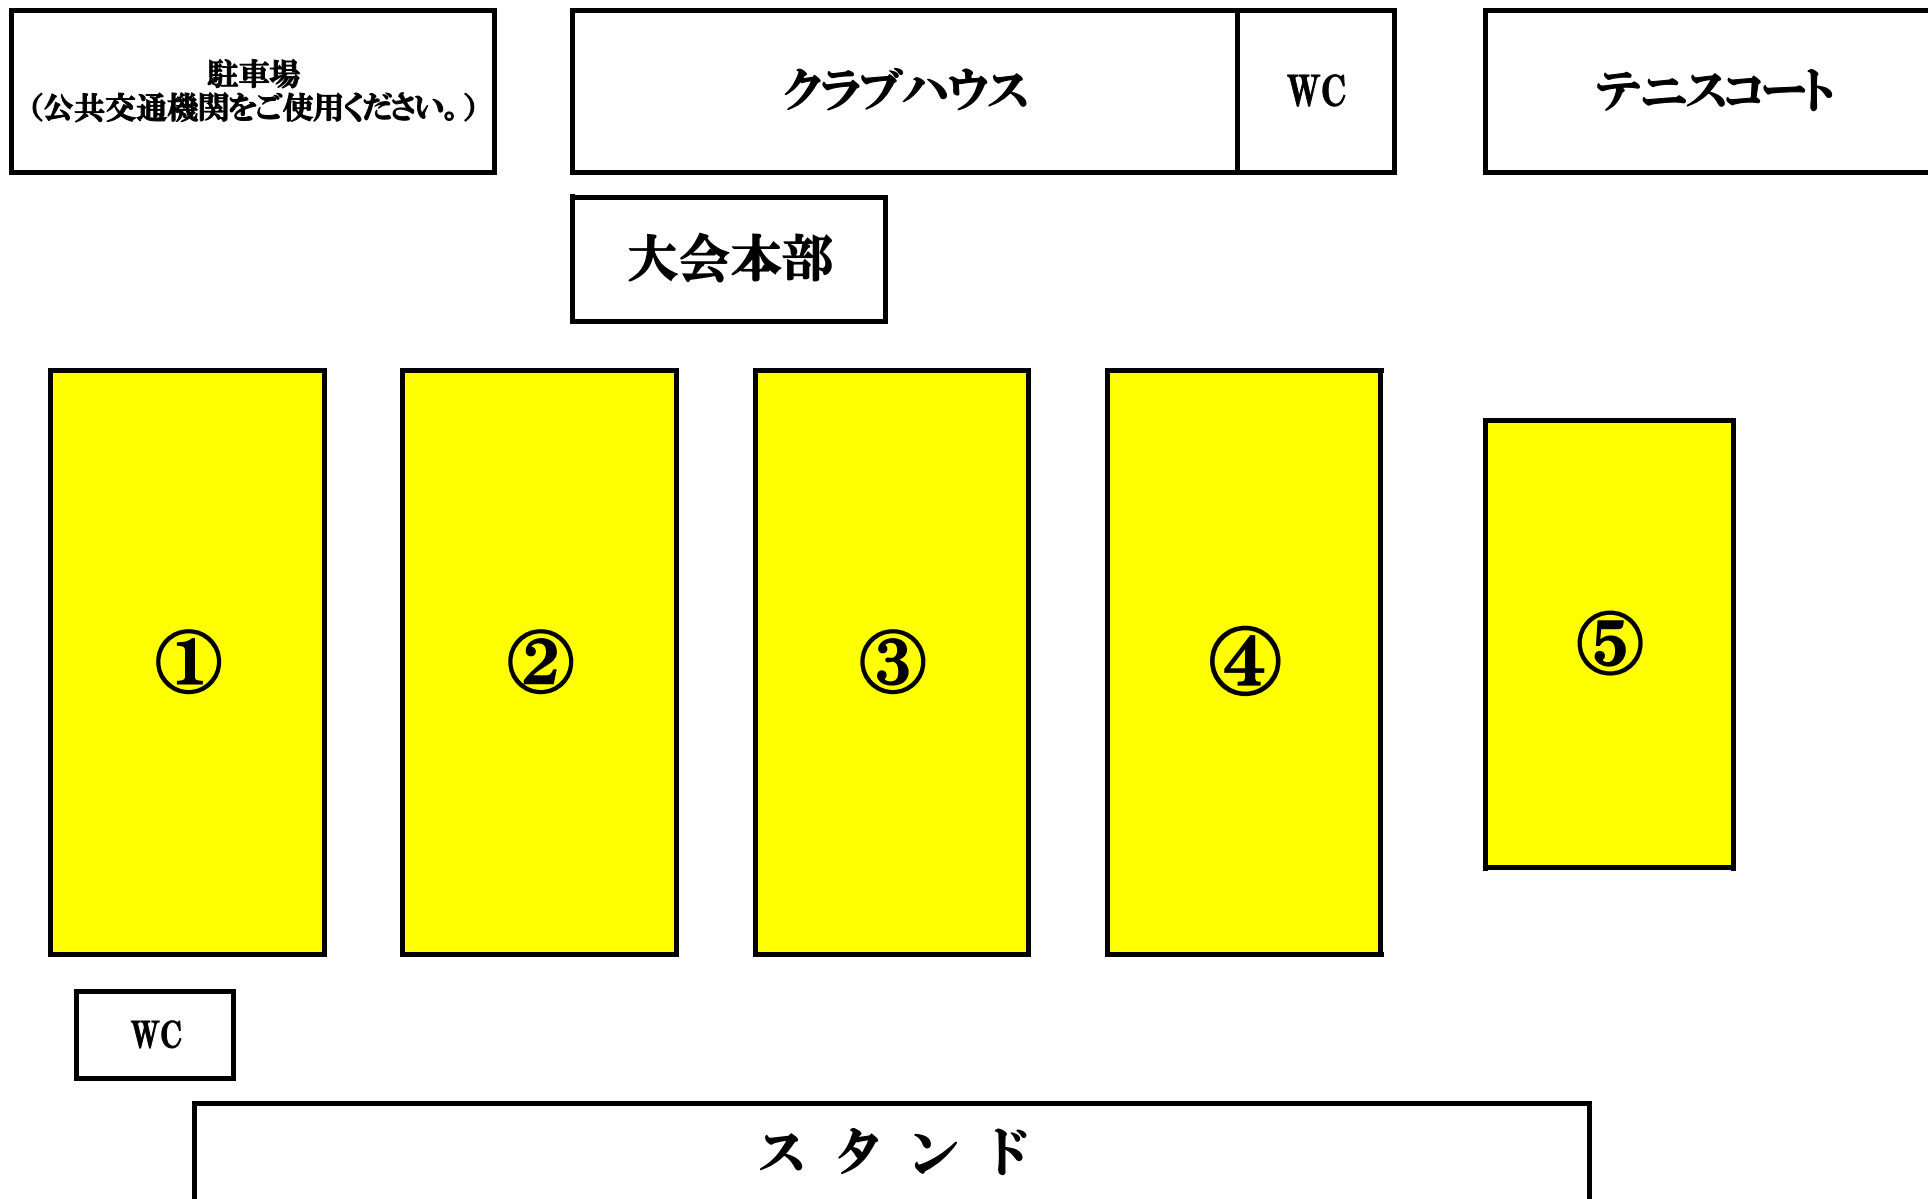 駐車場
（公共交通機関をご使用ください。）
クラブハウス
WC
テニスコート
大会本部
①
②
③
④
⑤
WC
スタンド